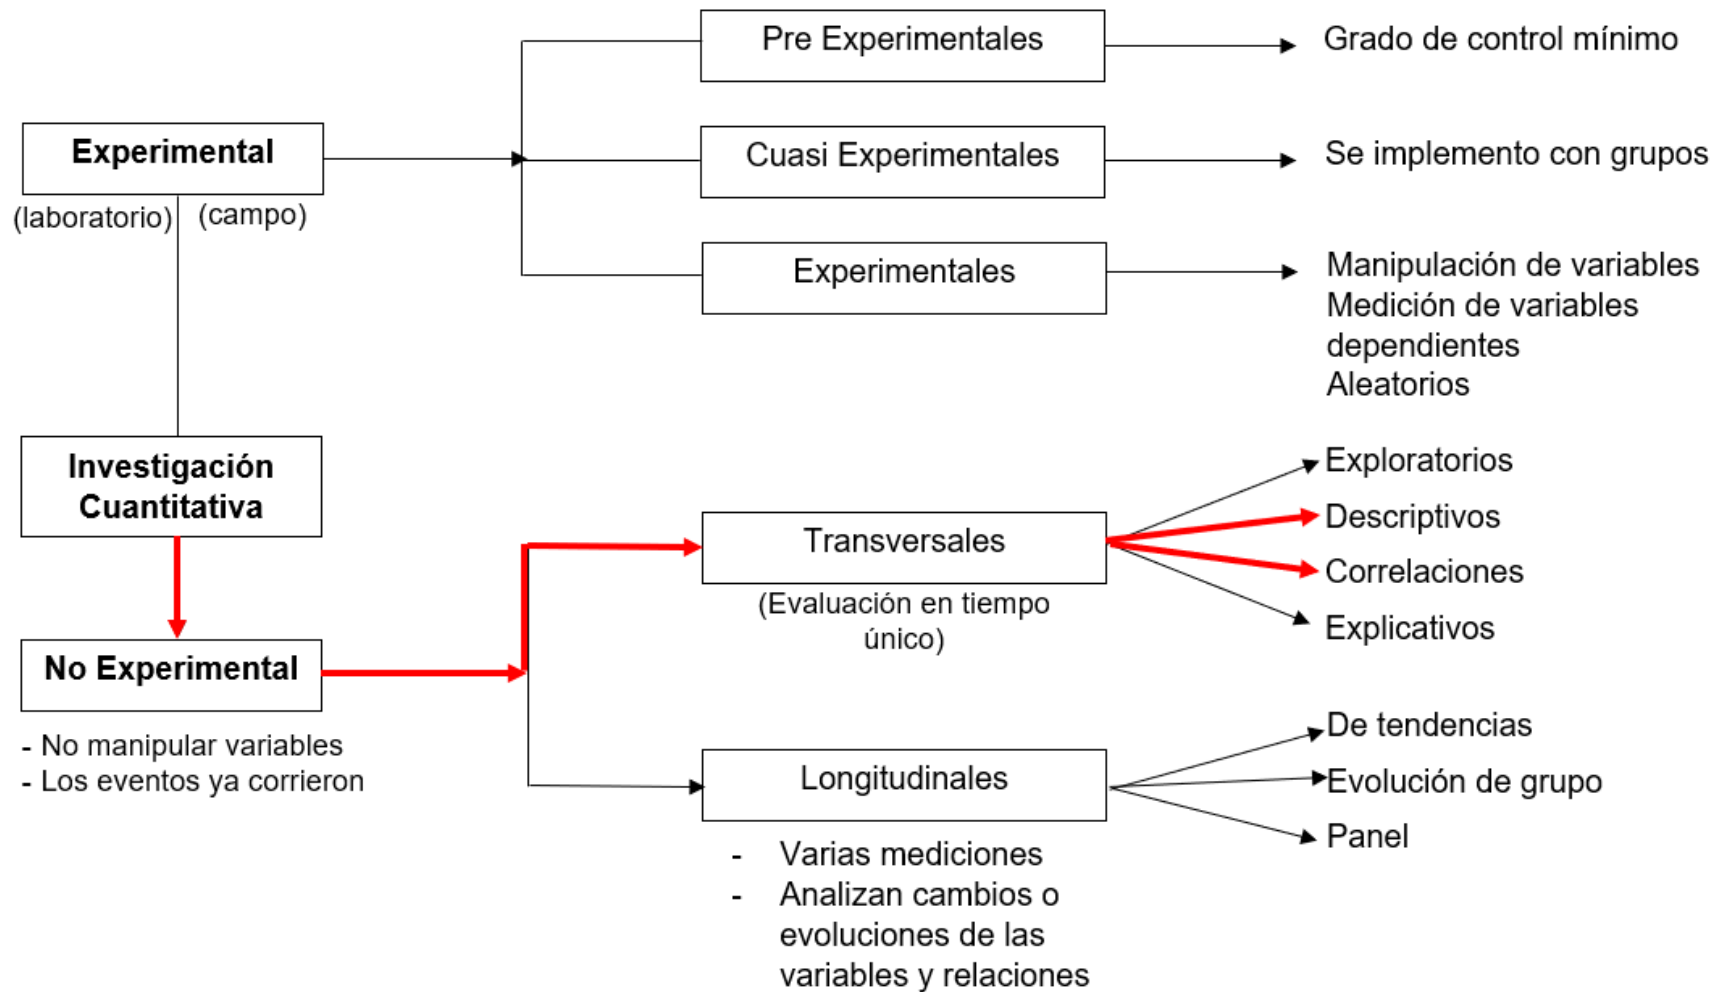 Pre Experimentales
Grado de control mínimo
Experimental
(laboratorio)
(campo)
Cuasi Experimentales
Se implemento con grupos
Experimentales
Manipulación de variables
Medición de variables
dependientes
Aleatorios
Investigación
Cuantitativa
No Experimental
- No manipular variables
- Los eventos ya corrieron
Transversales
(Evaluación en tiempo
único)
Exploratorios
Descriptivos
Correlaciones
Explicativos
Longitudinales
- Varias mediciones
- Analizan cambios o
evoluciones de las
variables y relaciones
De tendencias
Evolución de grupo
Panel